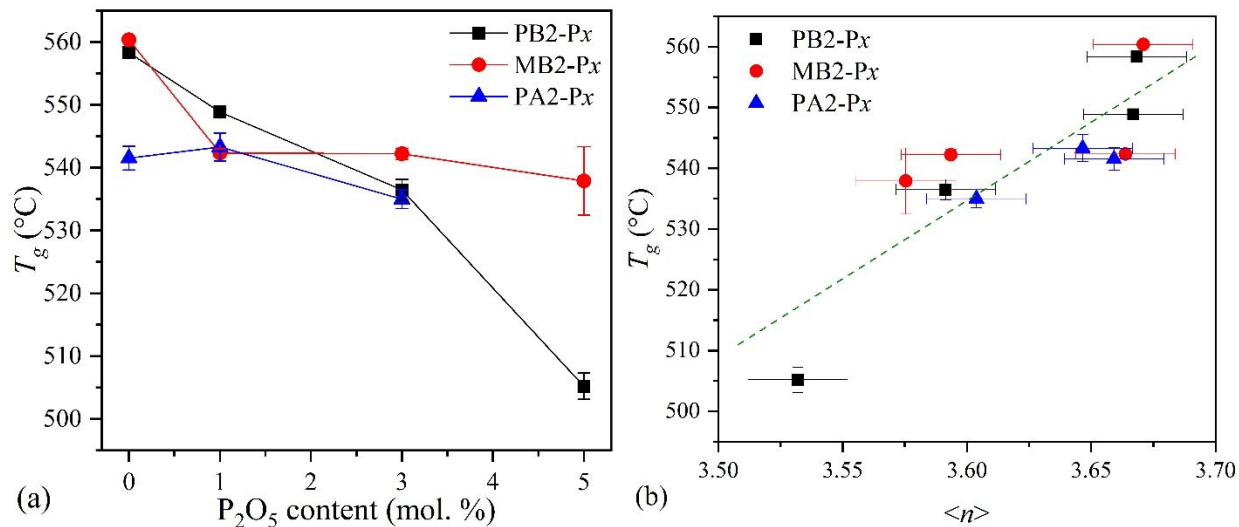 560
550
540
530
520
510
500
T_g (°C)
PB2-Px
MB2-Px
PA2-Px
0 1 2 3 4 5
(a) P₂O₅ content (mol. %)
560
550
540
530
520
510
500
T_g (°C)
PB2-Px
MB2-Px
PA2-Px
3.50 3.55 3.60 3.65 3.70
(b) <n>